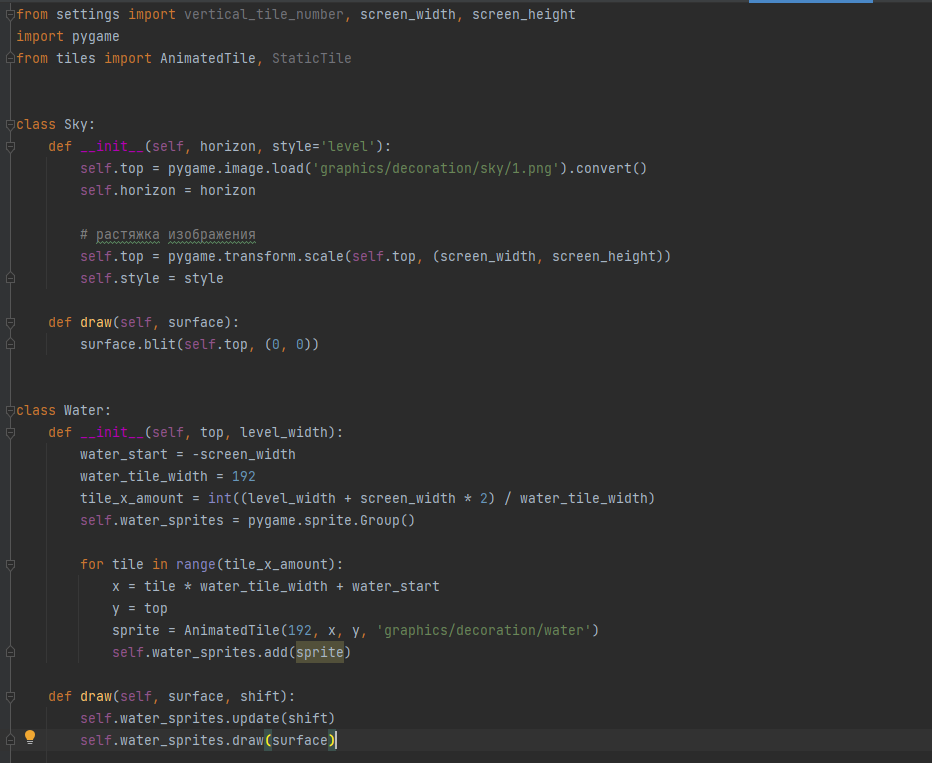 from settings import vertical_tile_number, screen_width, screen_height
import pygame
from tiles import AnimatedTile, StaticTile
class Sky:
    def __init__(self, horizon, style='level'):
        self.top = pygame.image.load('graphics/decoration/sky/1.png').convert()
        self.horizon = horizon
        # растяжка изображения
        self.top = pygame.transform.scale(self.top, (screen_width, screen_height))
        self.style = style
    def draw(self, surface):
        surface.blit(self.top, (0, 0))
class Water:
    def __init__(self, top, level_width):
        water_start = -screen_width
        water_tile_width = 192
        tile_x_amount = int((level_width + screen_width * 2) / water_tile_width)
        self.water_sprites = pygame.sprite.Group()
        for tile in range(tile_x_amount):
            x = tile * water_tile_width + water_start
            y = top
            sprite = AnimatedTile(192, x, y, 'graphics/decoration/water')
            self.water_sprites.add(sprite)
    def draw(self, surface, shift):
        self.water_sprites.update(shift)
        self.water_sprites.draw(surface)